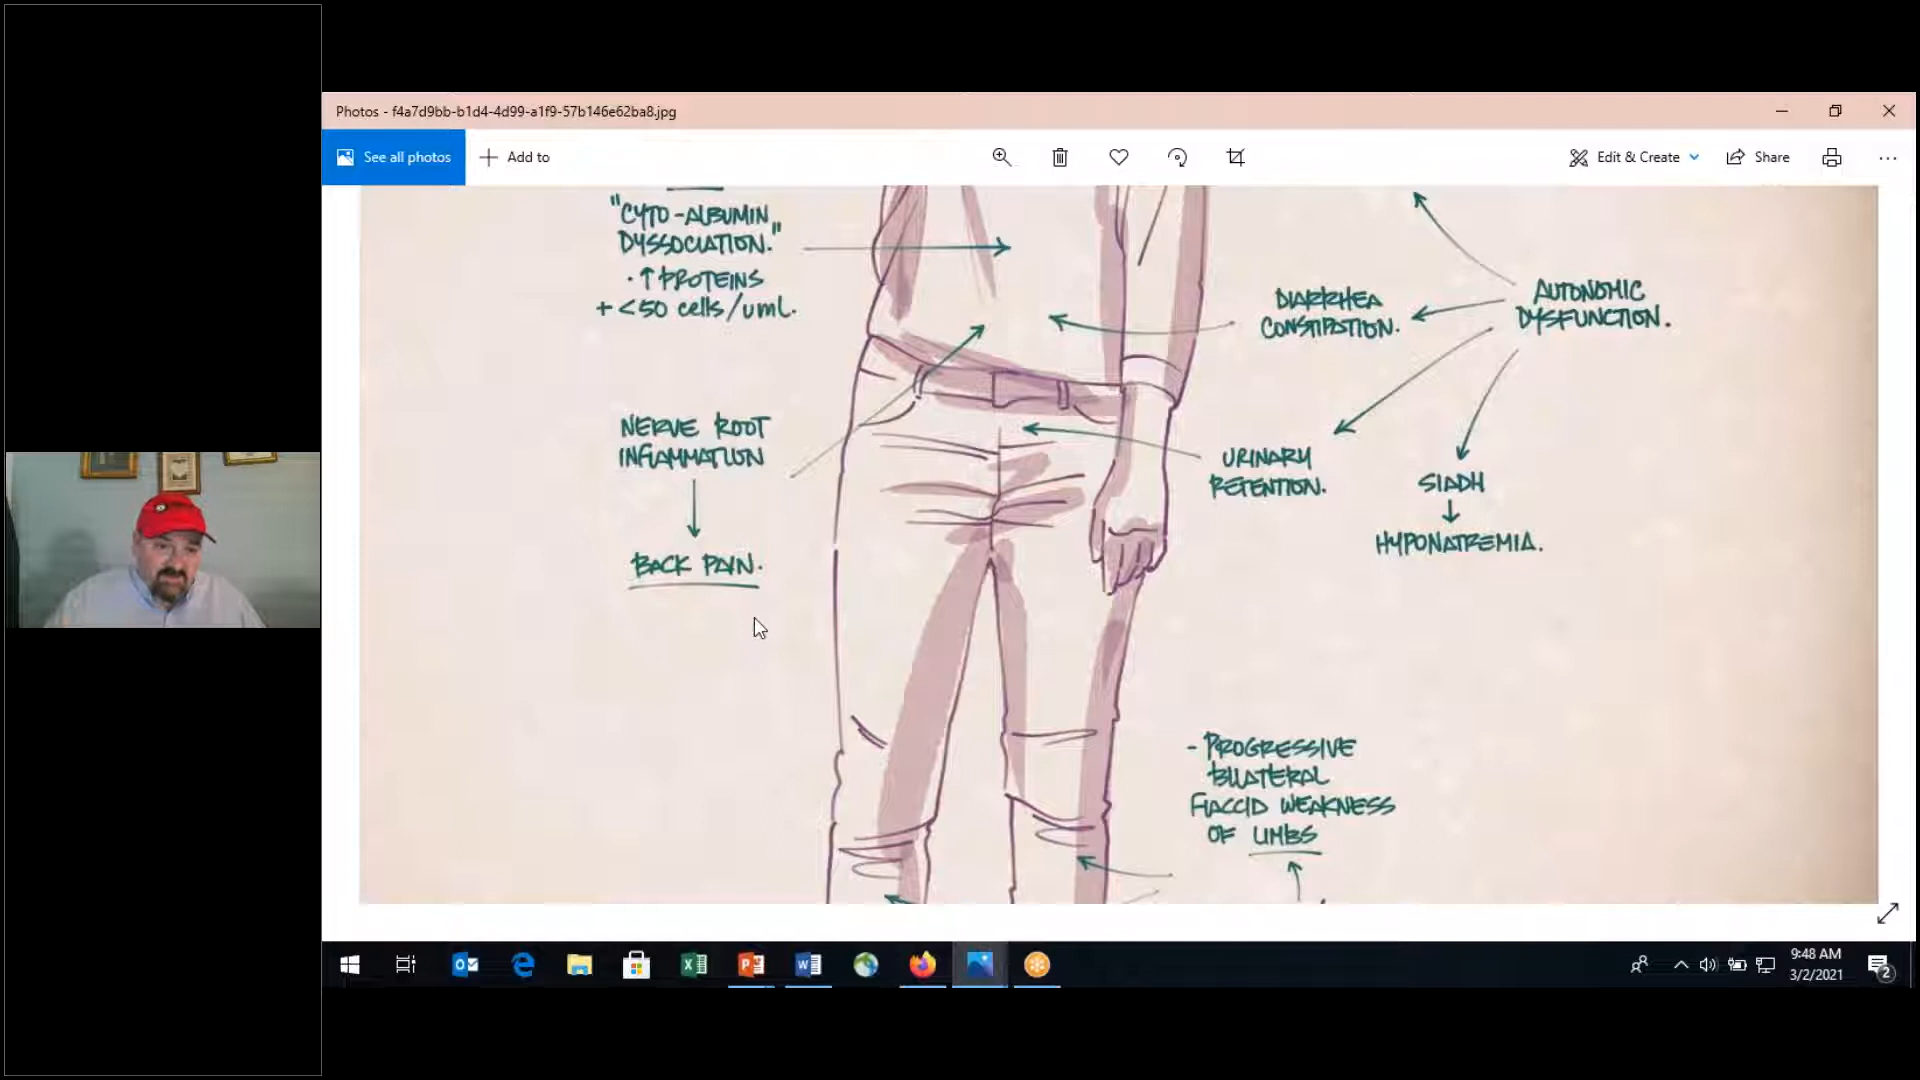 Photos - f4a7d9bb-b1d4-4d99-a1f9-57b146e62ba8.jpg
See all photos
Add to
Edit & Create
Share
"CYTO-ALBUMIN
DYSSOCIATION."
· ↑ PROTEINS
+ <50 cells/umL.
NERVE ROOT
INFLAMMATION
BACK PAIN.
DIARRHEA
CONSTIPATION.
AUTONOMIC
DYSFUNCTION.
URINARY
RETENTION.
SIADH
HYPONATREMIA.
- PROGRESSIVE
BILATERAL
FLACCID WEAKNESS
OF LIMBS
9:48 AM
3/2/2021
2